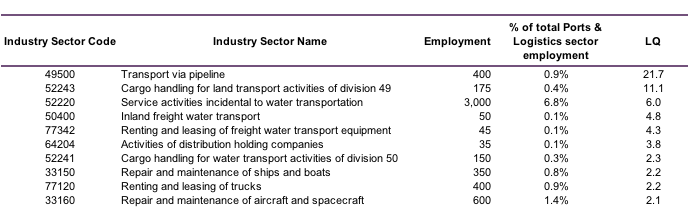 % of total Ports &
Industry Sector Code Industry Sector Name Employment Logistics sector LQ
employment
49500 Transport via pipeline 400 0.9% 21.7
52243 Cargo handling for land transport activities of division 49 175 0.4% 11.1
52220 Service activities incidental to water transportation 3,000 6.8% 6.0
50400 Inland freight water transport 50 0.1% 4.8
77342 Renting and leasing of freight water transport equipment 45 0.1% 4.3
64204 Activities of distribution holding companies 35 0.1% 3.8
52241 Cargo handling for water transport activities of division 50 150 0.3% 2.3
33150 Repair and maintenance of ships and boats 350 0.8% 2.2
77120 Renting and leasing of trucks 400 0.9% 2.2
33160 Repair and maintenance of aircraft and spacecraft 600 1.4% 2.1